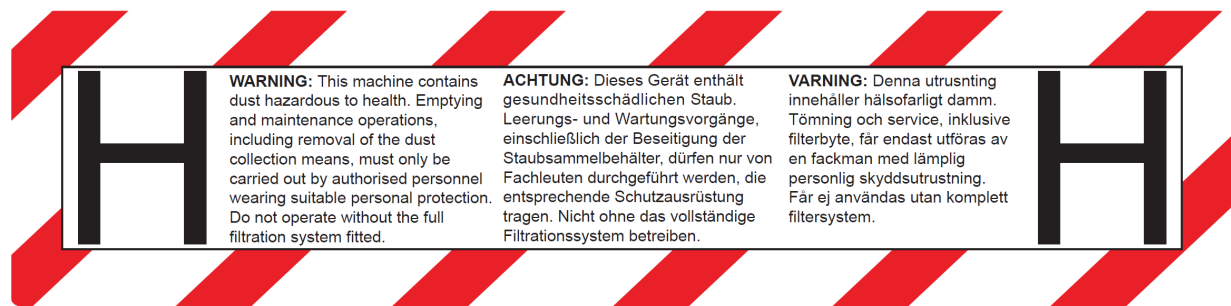 H
WARNING: This machine contains
dust hazardous to health. Emptying
and maintenance operations,
including removal of the dust
collection means, must only be
carried out by authorised personnel
wearing suitable personal protection.
Do not operate without the full
filtration system fitted.
ACHTUNG: Dieses Gerät enthält
gesundheitsschädlichen Staub.
Leerungs- und Wartungsvorgänge,
einschließlich der Beseitigung der
Staubsammelbehälter, dürfen nur von
Fachleuten durchgeführt werden, die
entsprechende Schutzausrüstung
tragen. Nicht ohne das vollständige
Filtrationssystem betreiben.
VARNING: Denna utrusnting
innehåller hälsofarligt damm.
Tömning och service, inklusive
filterbyte, får endast utföras av
en fackman med lämplig
personlig skyddsutrustning.
Får ej användas utan komplett
filtersystem.
H